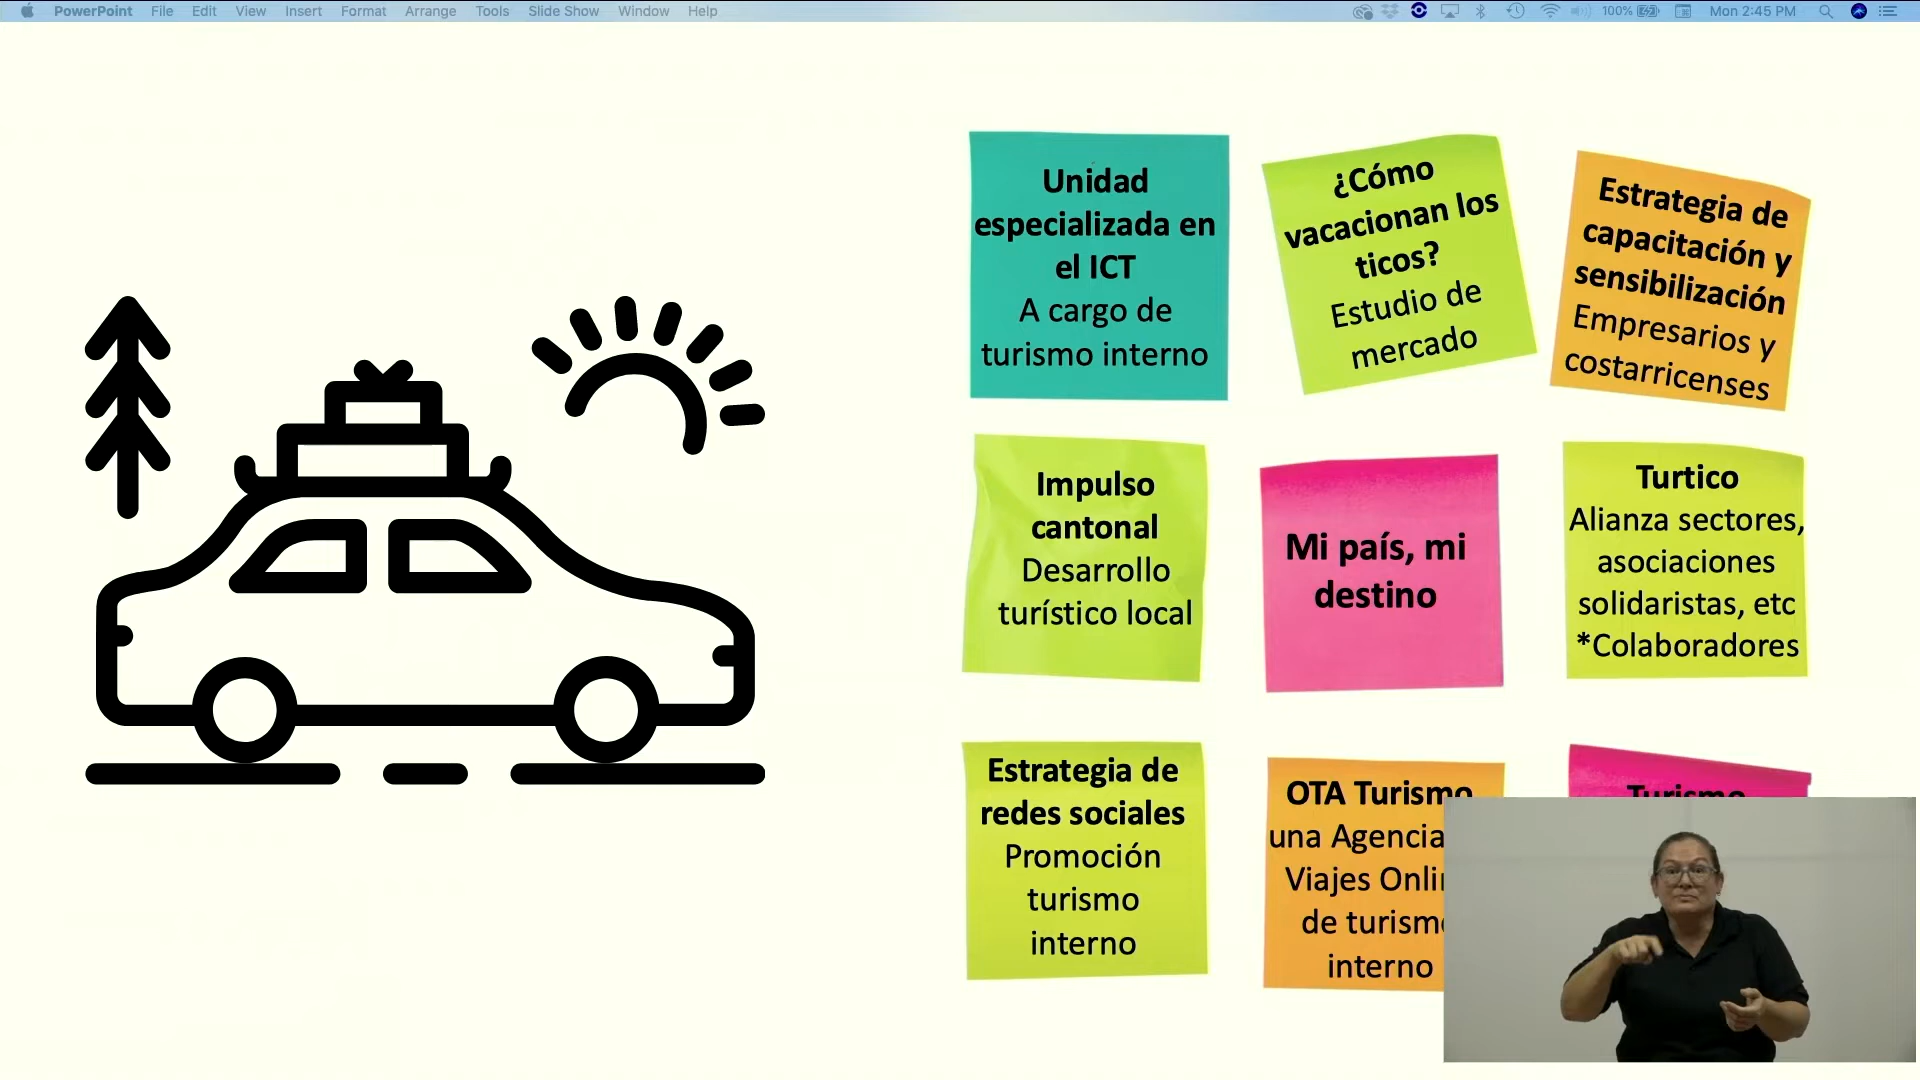 PowerPoint File Edit View Insert Format Arrange Tools Slide Show Window Help 100% Mon 2:45 PM
Unidad
especializada en
el ICT
A cargo de
turismo interno
¿Cómo
vacacionan los
ticos?
Estudio de
mercado
Estrategia de
capacitación y
sensibilización
Empresarios y
costarricenses
Impulso
cantonal
Desarrollo
turístico local
Mi país, mi
destino
Turtico
Alianza sectores,
asociaciones
solidaristas, etc
*Colaboradores
Estrategia de
redes sociales
Promoción
turismo
interno
OTA Turismo
una Agencia
Viajes Onli
de turismo
interno
Turismo